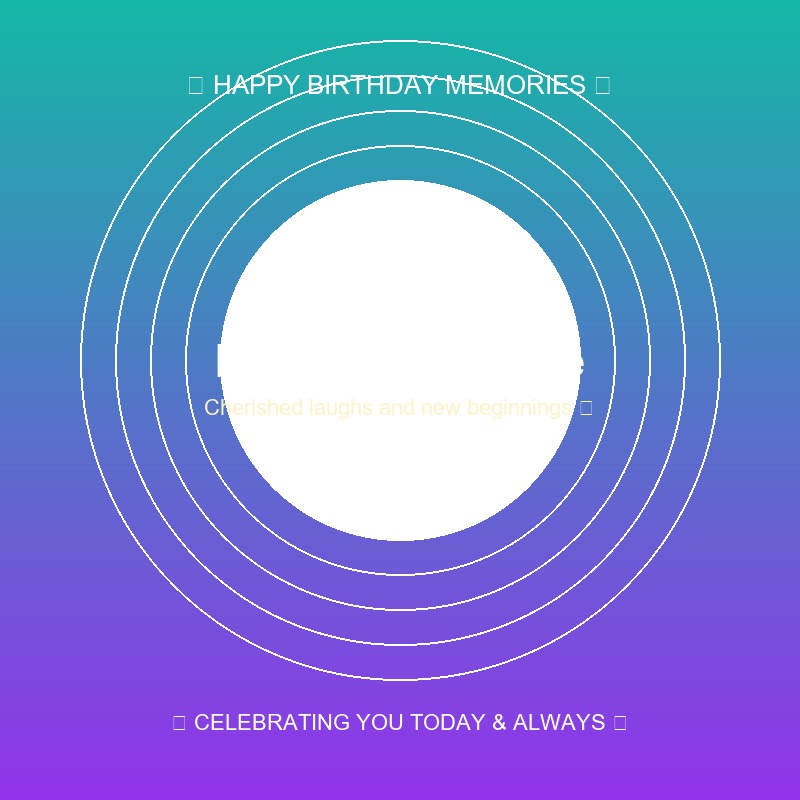 ▯ HAPPY BIRTHDAY MEMORIES ▯
Cherished laughs and new beginnings ▯
▯ CELEBRATING YOU TODAY & ALWAYS ▯